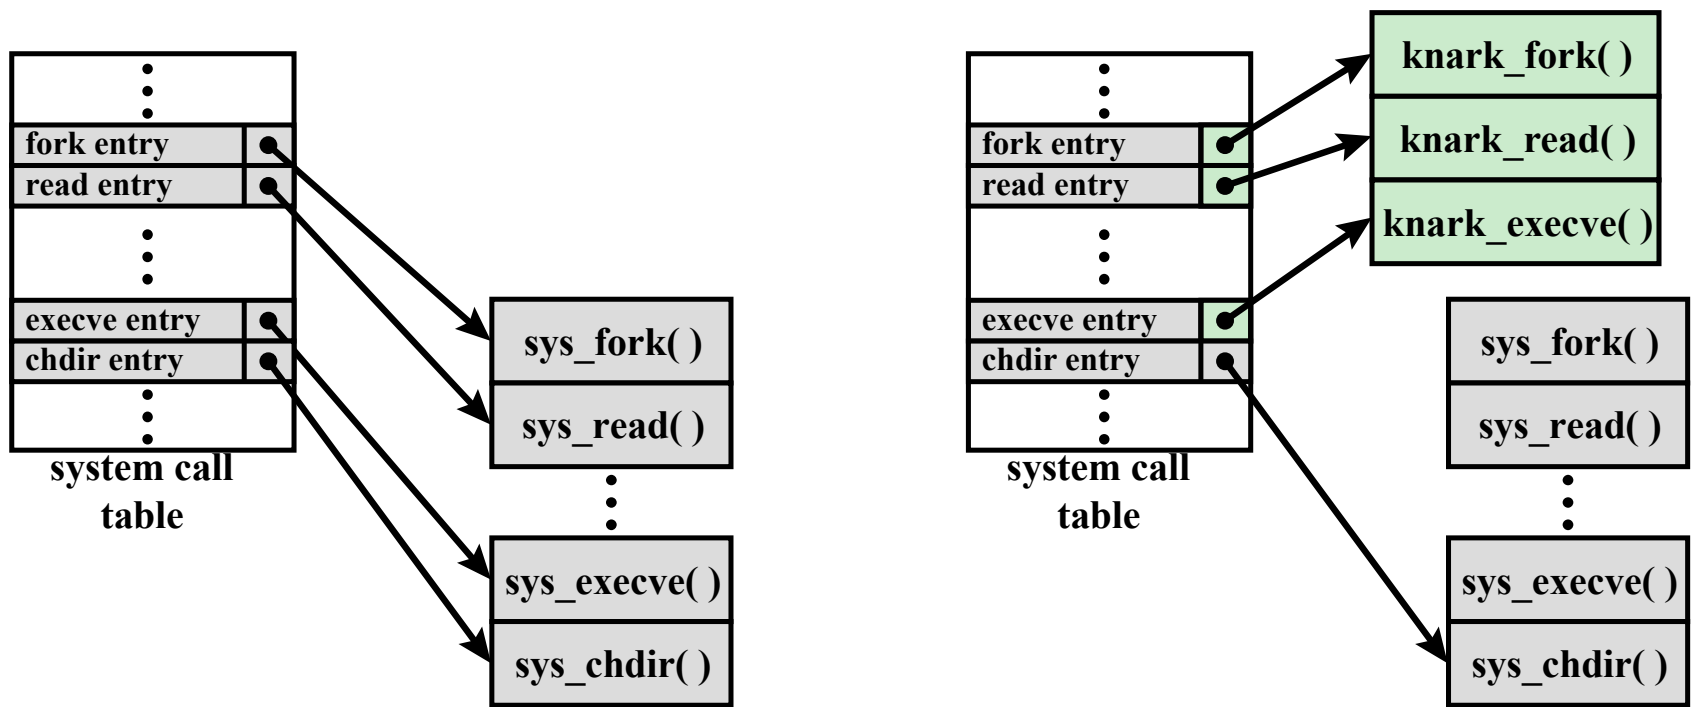 fork entry
read entry
execve entry
chdir entry
system call
table
sys_fork( )
sys_read( )
sys_execve( )
sys_chdir( )
fork entry
read entry
execve entry
chdir entry
system call
table
knark_fork( )
knark_read( )
knark_execve( )
sys_fork( )
sys_read( )
sys_execve( )
sys_chdir( )